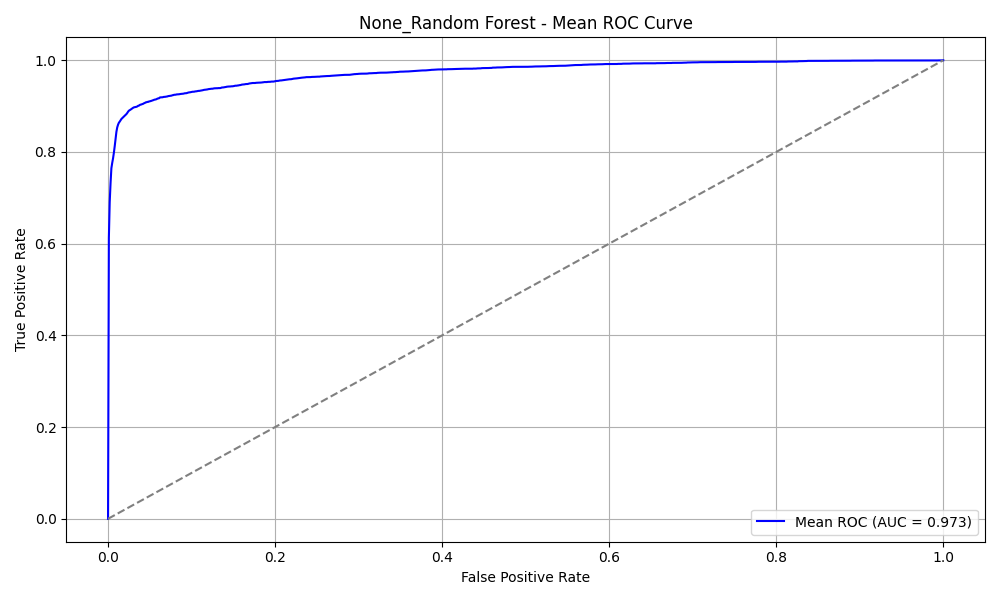 None_Random Forest - Mean ROC Curve
1.0
0.8
0.6
0.4
0.2
0.0
True Positive Rate
0.0 0.2 0.4 0.6 0.8 1.0
False Positive Rate
Mean ROC (AUC = 0.973)